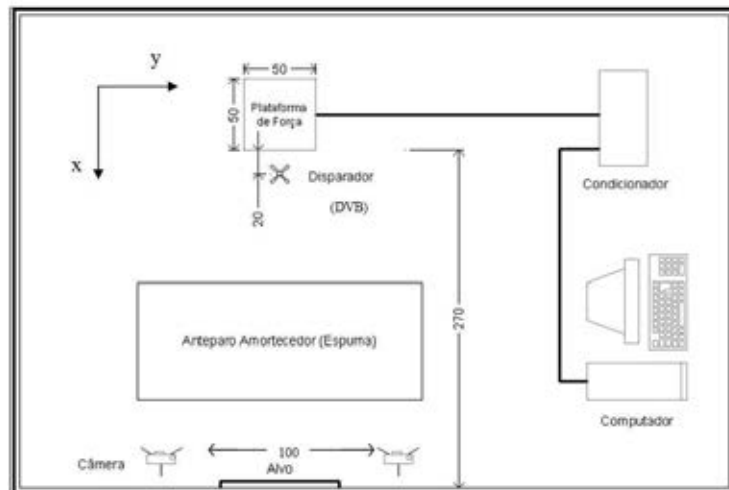 y
x
50
50
Plataforma
de Força
Condicionador
Disparador
(DVB)
20
270
Anteparo Amortecedor (Espuma)
Computador
Câmera
100
Alvo